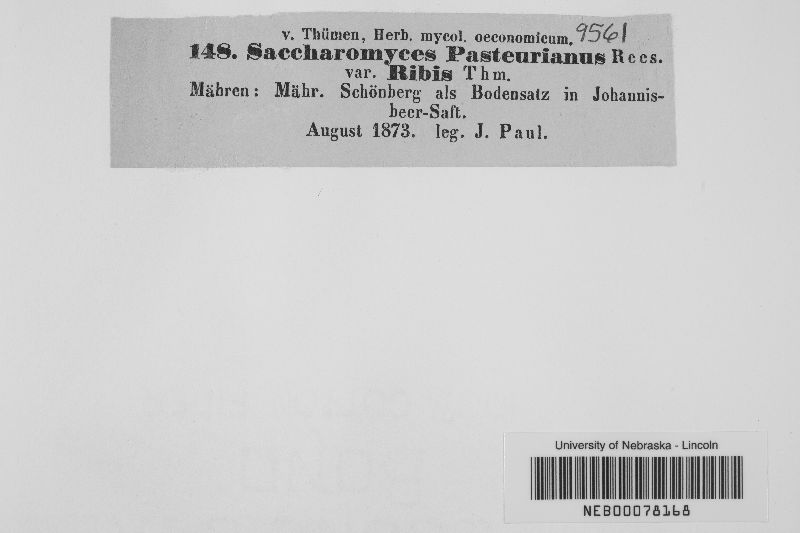 v. Thümen, Herb. mycol. oeconomicum. 9561
148. Saccharomyces Pasteurianus Rees.
var. Ribis Thm.
Mähren: Mähr. Schönberg als Bodensatz in Johannis-
beer-Saft.
August 1873. leg. J. Paul.
University of Nebraska - Lincoln
NEB00078168